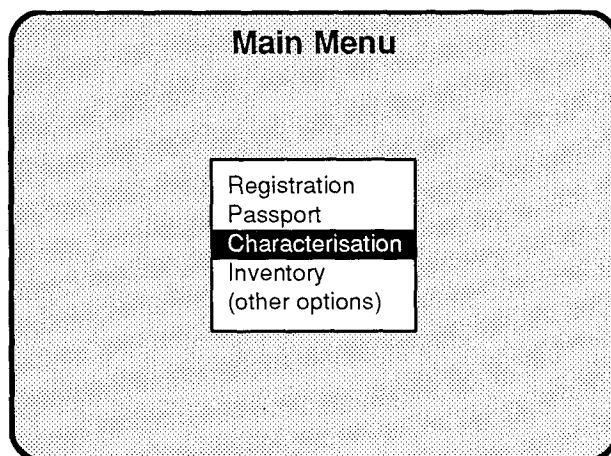 Main Menu
Registration
Passport
Characterisation
Inventory
(other options)